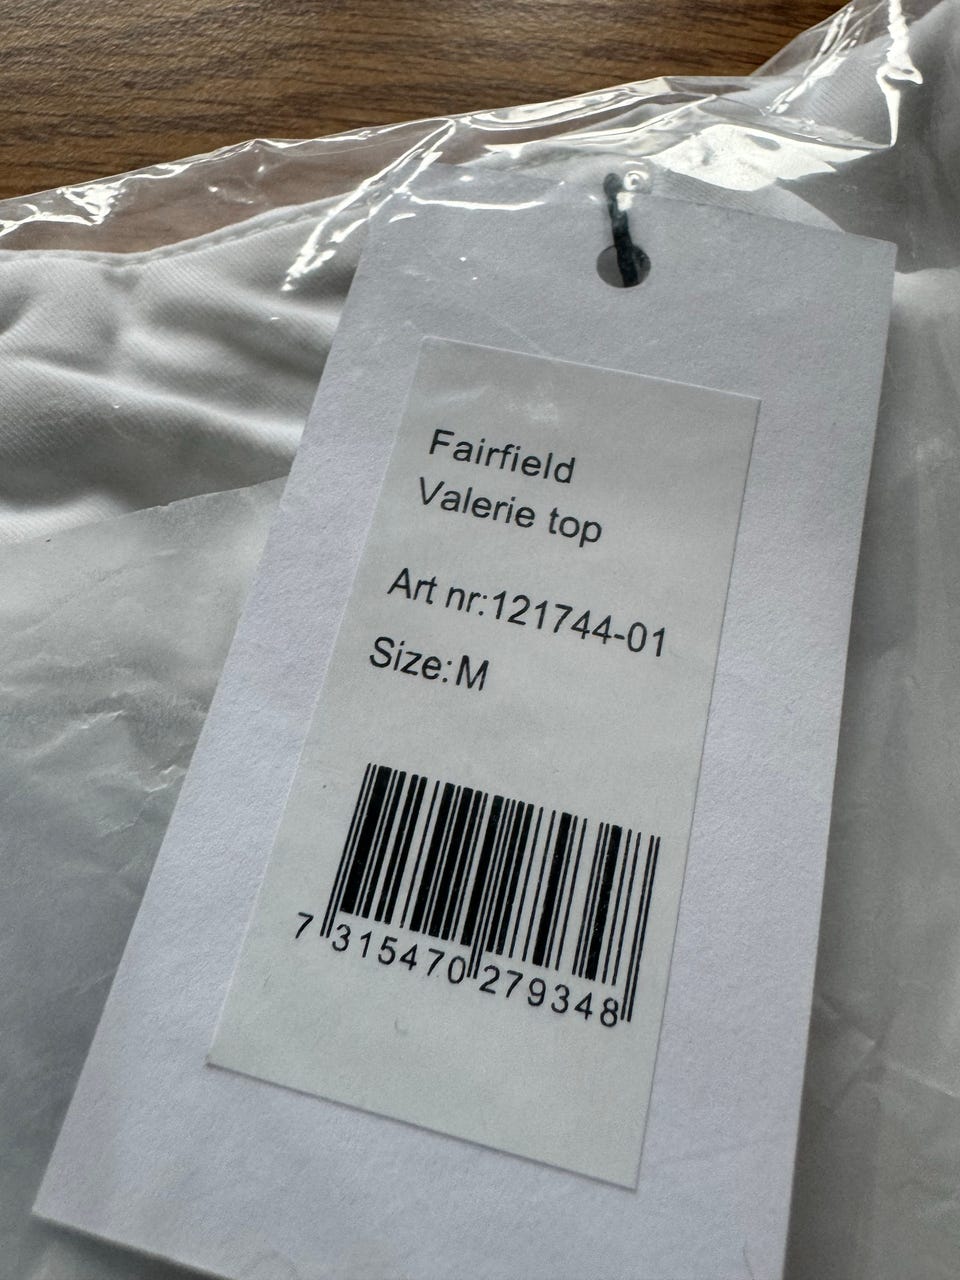 Fairfield
Valerie top
Art nr:121744-01
Size:M
7 315470 279348